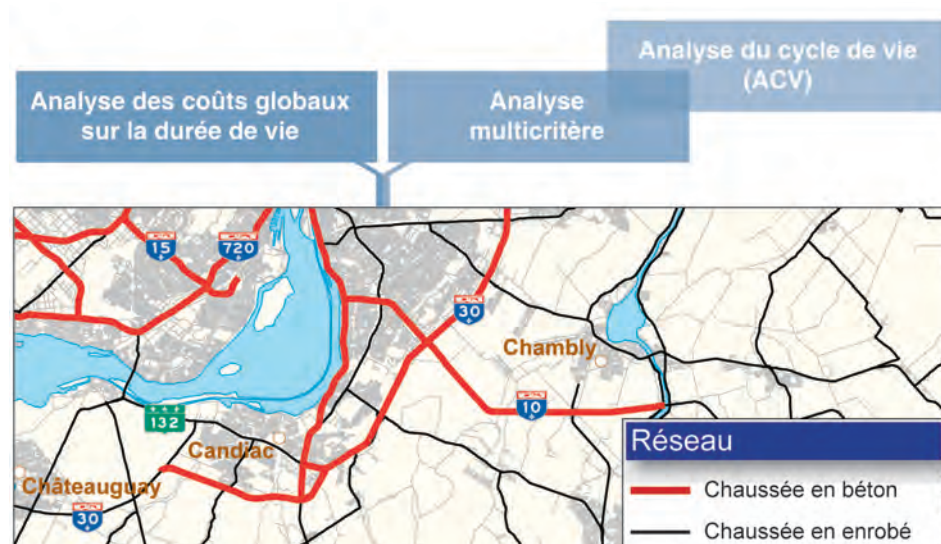 Analyse du cycle de vie
(ACV)
Analyse des coûts globaux
sur la durée de vie
Analyse
multicritère
15
720
30
Chambly
10
132
Candiac
Châteauguay
30
Réseau
Chaussée en béton
Chaussée en enrobé